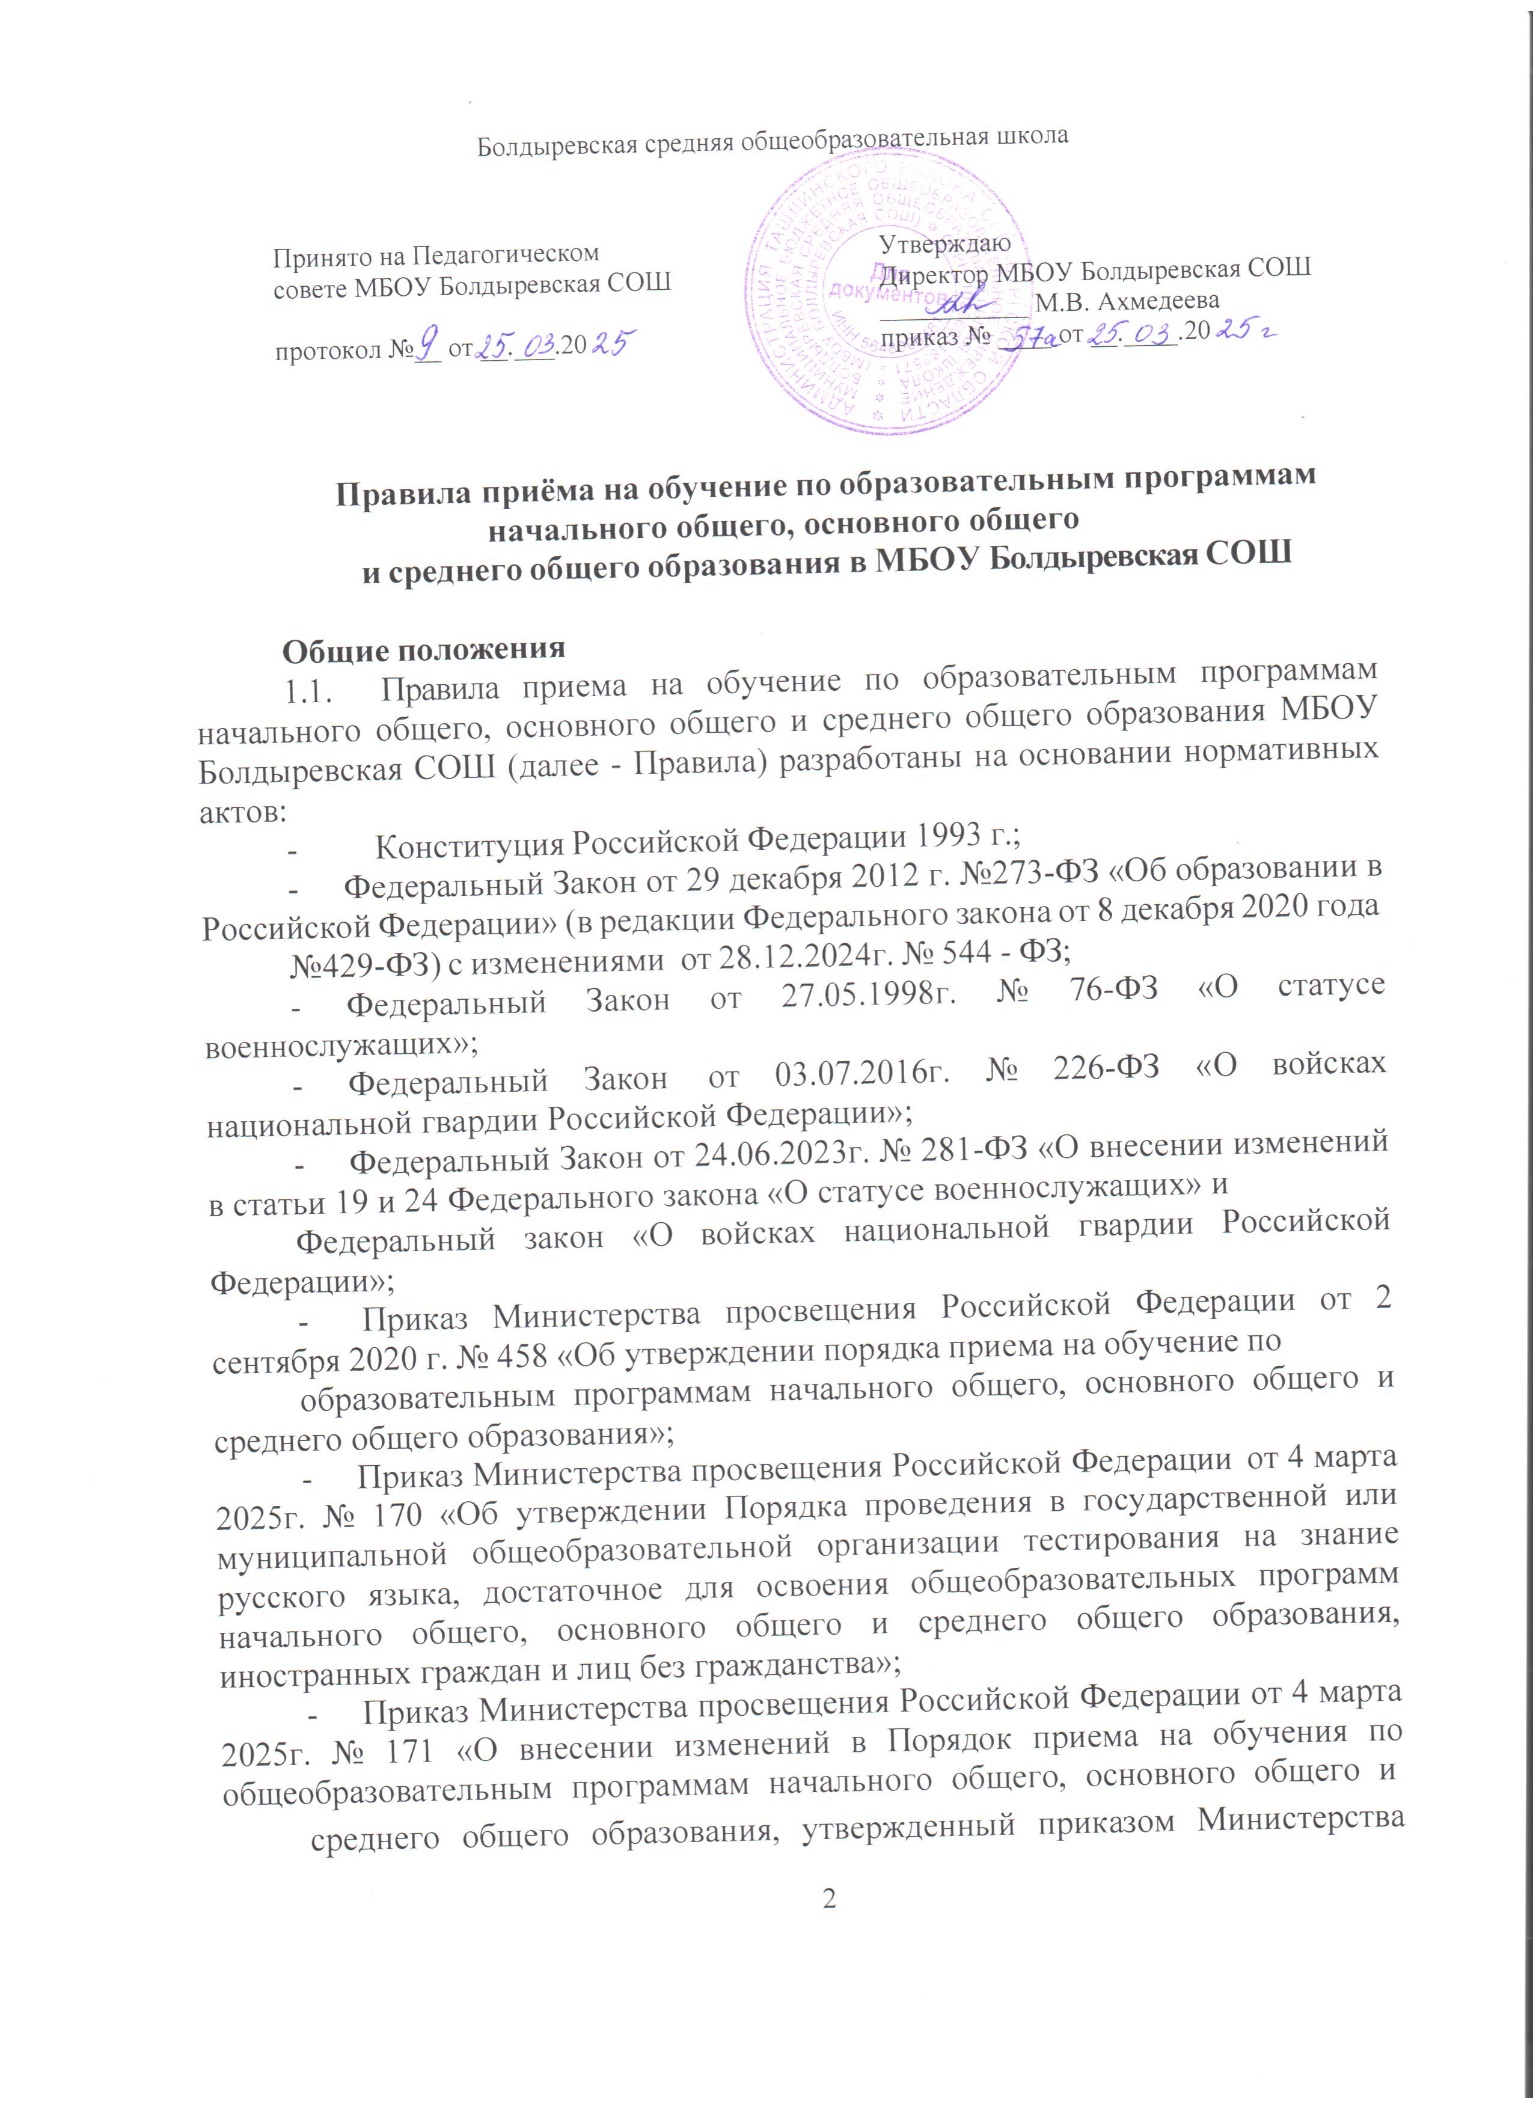 Болдыревская средняя общеобразовательная школа
Принято на Педагогическом
совете МБОУ Болдыревская СОШ
протокол № 9 от 25.03.2025
Утверждаю
Директор МБОУ Болдыревская СОШ
М.В. Ахмедеева
приказ № 57а от 25.03.2025 г
Для
документов
Правила приёма на обучение по образовательным программам
начального общего, основного общего
и среднего общего образования в МБОУ Болдыревская СОШ
Общие положения
1.1. Правила приема на обучение по образовательным программам
начального общего, основного общего и среднего общего образования МБОУ
Болдыревская СОШ (далее - Правила) разработаны на основании нормативных
актов:
- Конституция Российской Федерации 1993 г.;
- Федеральный Закон от 29 декабря 2012 г. №273-ФЗ «Об образовании в
Российской Федерации» (в редакции Федерального закона от 8 декабря 2020 года
№429-ФЗ) с изменениями от 28.12.2024г. № 544 - ФЗ;
- Федеральный Закон от 27.05.1998г. № 76-ФЗ «О статусе
военнослужащих»;
- Федеральный Закон от 03.07.2016г. № 226-ФЗ «О войсках
национальной гвардии Российской Федерации»;
- Федеральный Закон от 24.06.2023г. № 281-ФЗ «О внесении изменений
в статьи 19 и 24 Федерального закона «О статусе военнослужащих» и
Федеральный закон «О войсках национальной гвардии Российской
Федерации»;
- Приказ Министерства просвещения Российской Федерации от 2
сентября 2020 г. № 458 «Об утверждении порядка приема на обучение по
образовательным программам начального общего, основного общего и
среднего общего образования»;
- Приказ Министерства просвещения Российской Федерации от 4 марта
2025г. № 170 «Об утверждении Порядка проведения в государственной или
муниципальной общеобразовательной организации тестирования на знание
русского языка, достаточное для освоения общеобразовательных программ
начального общего, основного общего и среднего общего образования,
иностранных граждан и лиц без гражданства»;
- Приказ Министерства просвещения Российской Федерации от 4 марта
2025г. № 171 «О внесении изменений в Порядок приема на обучения по
общеобразовательным программам начального общего, основного общего и
среднего общего образования, утвержденный приказом Министерства
2